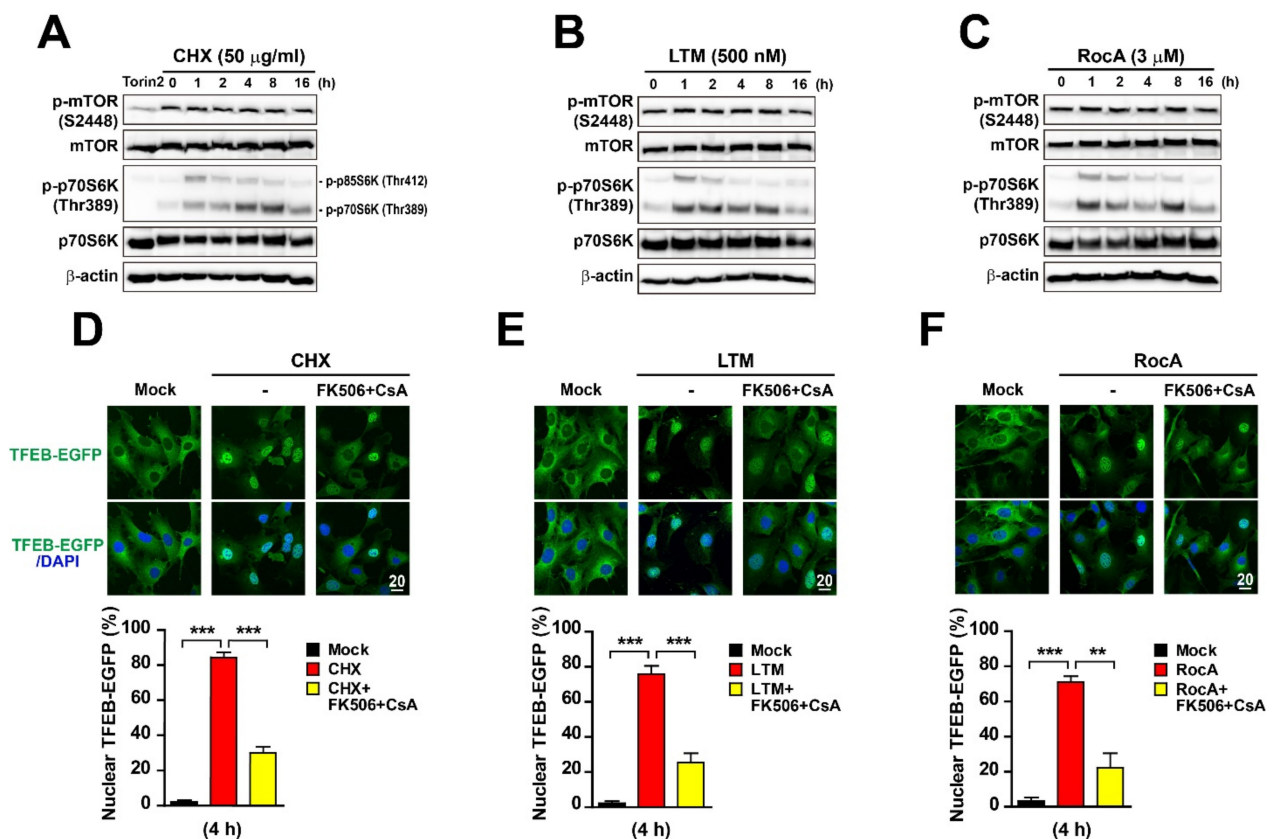 A
CHX (50 μg/ml)
Torin2 0 1 2 4 8 16 (h)
p-mTOR
(S2448)
mTOR
p-p70S6K
(Thr389)
- p-p85S6K (Thr412)
- p-p70S6K (Thr389)
p70S6K
β-actin
B
LTM (500 nM)
0 1 2 4 8 16 (h)
p-mTOR
(S2448)
mTOR
p-p70S6K
(Thr389)
p70S6K
β-actin
C
RocA (3 μM)
0 1 2 4 8 16 (h)
p-mTOR
(S2448)
mTOR
p-p70S6K
(Thr389)
p70S6K
β-actin
D
CHX
Mock - FK506+CsA
TFEB-EGFP
TFEB-EGFP
/DAPI
20
Nuclear TFEB-EGFP (%)
100
80
60
40
20
0
*** ***
Mock
CHX
CHX+
FK506+CsA
(4 h)
E
LTM
Mock - FK506+CsA
20
Nuclear TFEB-EGFP (%)
100
80
60
40
20
0
*** ***
Mock
LTM
LTM+
FK506+CsA
(4 h)
F
RocA
Mock - FK506+CsA
20
Nuclear TFEB-EGFP (%)
100
80
60
40
20
0
*** **
Mock
RocA
RocA+
FK506+CsA
(4 h)